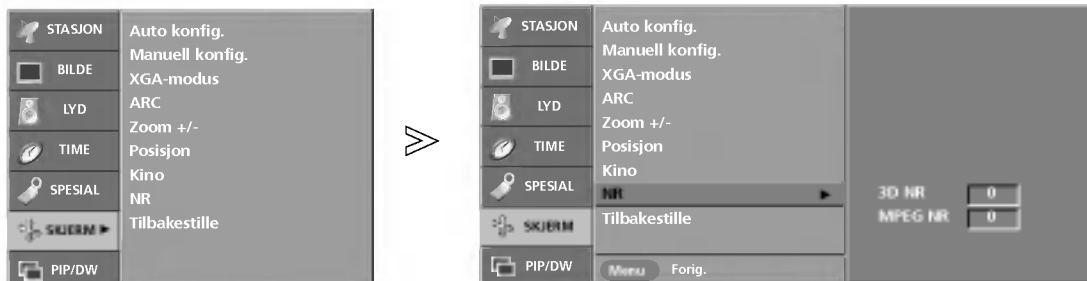 STASJON
BILDE
LYD
TIME
SPESIAL
SKJERM
PIP/DW
Auto konfig.
Manuell konfig.
XGA-modus
ARC
Zoom +/-
Posisjon
Kino
NR
Tilbakestille
STASJON
BILDE
LYD
TIME
SPESIAL
SKJERM
PIP/DW
Auto konfig.
Manuell konfig.
XGA-modus
ARC
Zoom +/-
Posisjon
Kino
NR
Tilbakestille
Menu Forig.
3D NR 0
MPEG NR 0